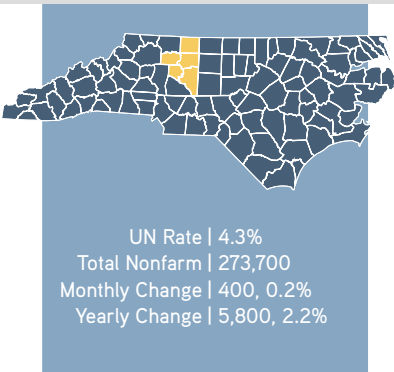 UN Rate | 4.3%
Total Nonfarm | 273,700
Monthly Change | 400, 0.2%
Yearly Change | 5,800, 2.2%